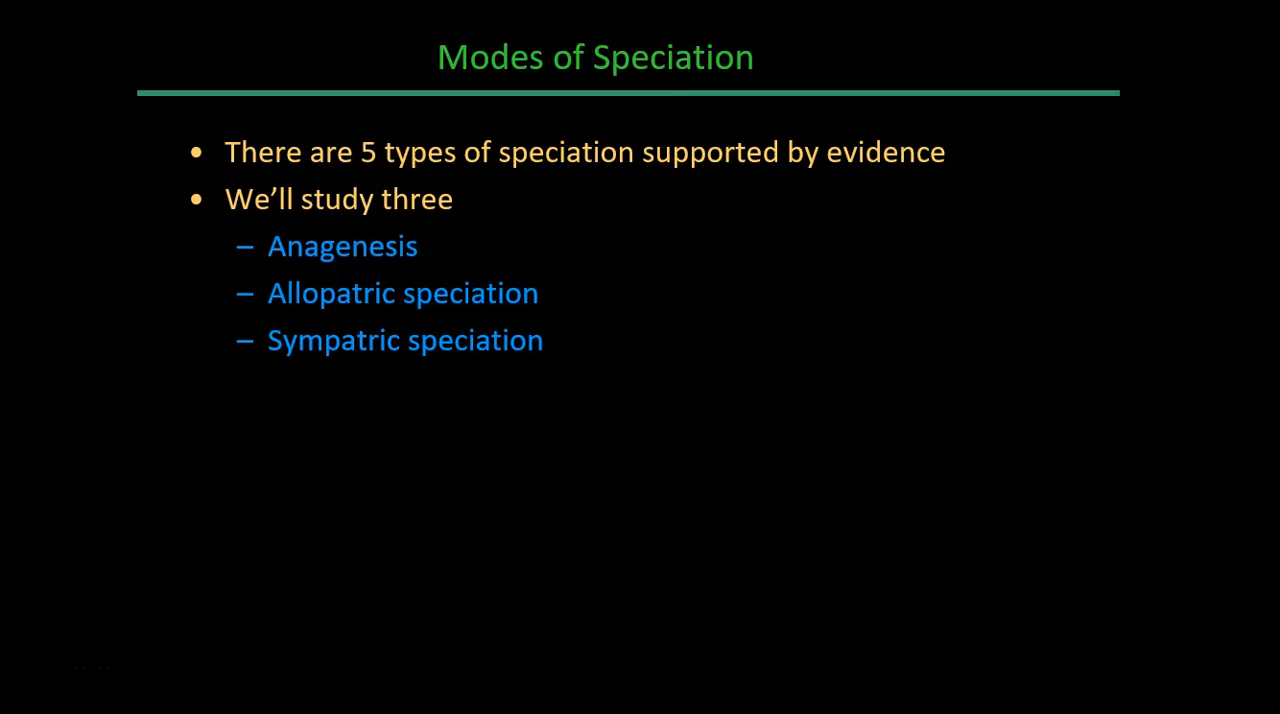 Modes of Speciation
• There are 5 types of speciation supported by evidence
• We’ll study three
– Anagenesis
– Allopatric speciation
– Sympatric speciation